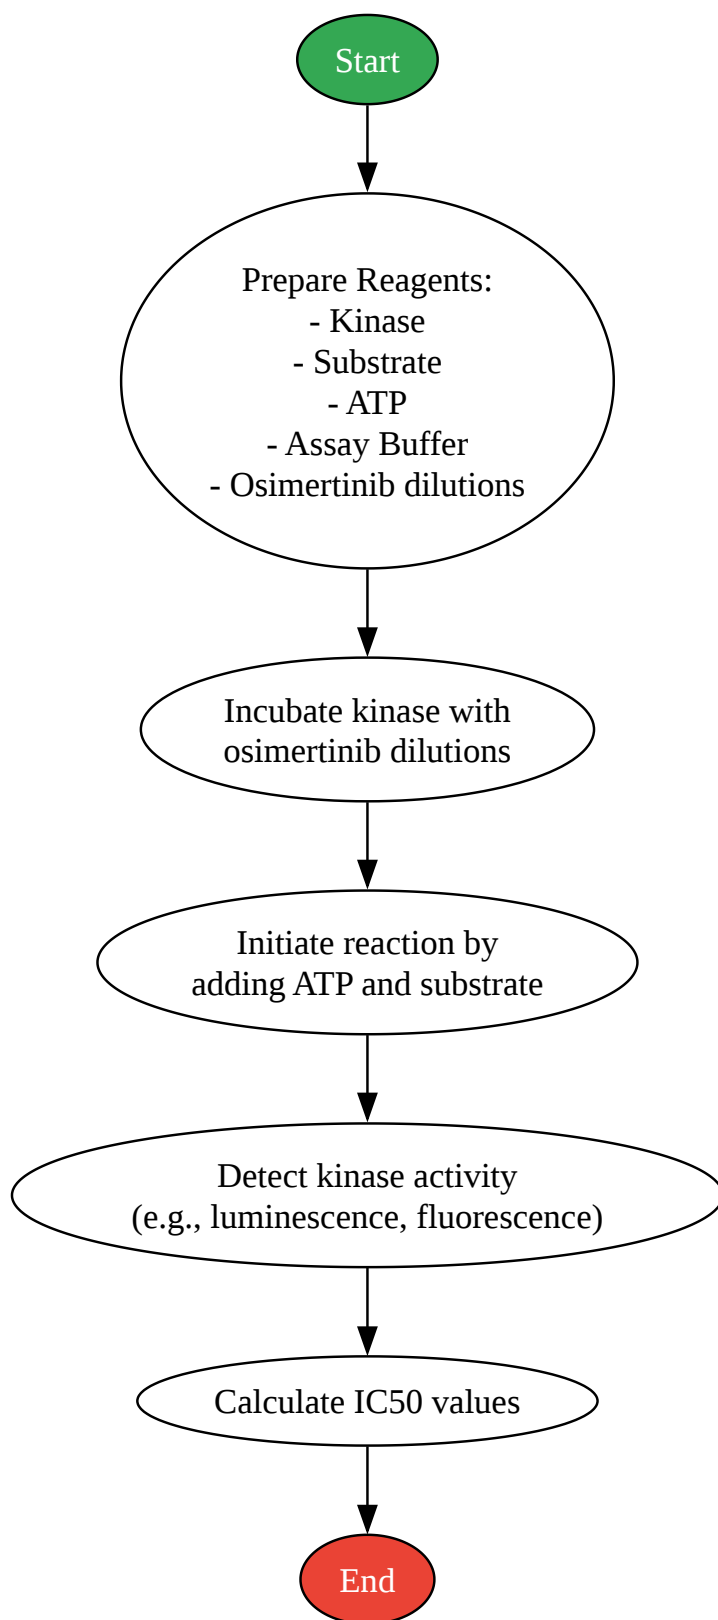 Start
Prepare Reagents:
- Kinase
- Substrate
- ATP
- Assay Buffer
- Osimertinib dilutions
Incubate kinase with
osimertinib dilutions
Initiate reaction by
adding ATP and substrate
Detect kinase activity
(e.g., luminescence, fluorescence)
Calculate IC50 values
End